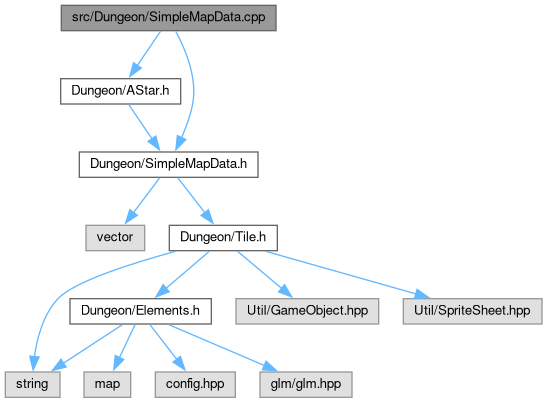 src/Dungeon/SimpleMapData.cpp
Dungeon/AStar.h
Dungeon/SimpleMapData.h
vector
Dungeon/Tile.h
Dungeon/Elements.h
Util/GameObject.hpp
Util/SpriteSheet.hpp
string
map
config.hpp
glm/glm.hpp